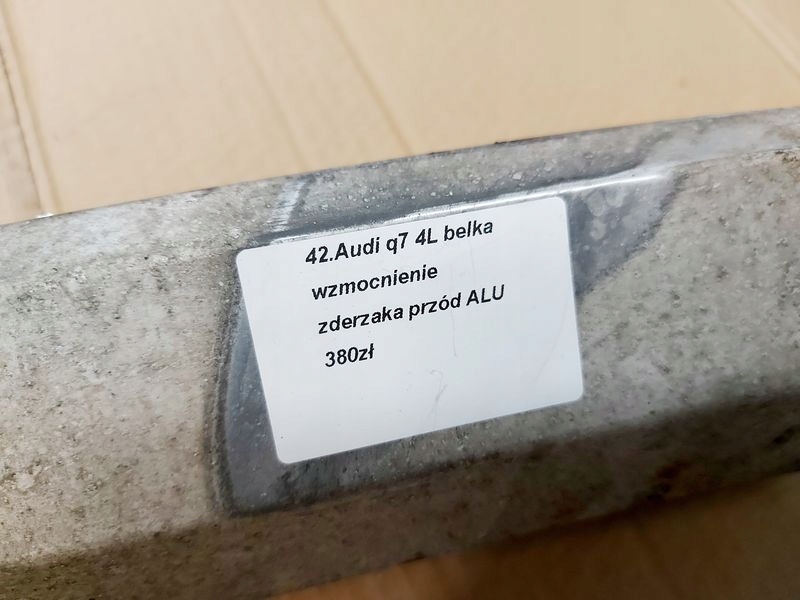 42.Audi q7 4L belka
wzmocnienie
zderzaka przód ALU
380zł